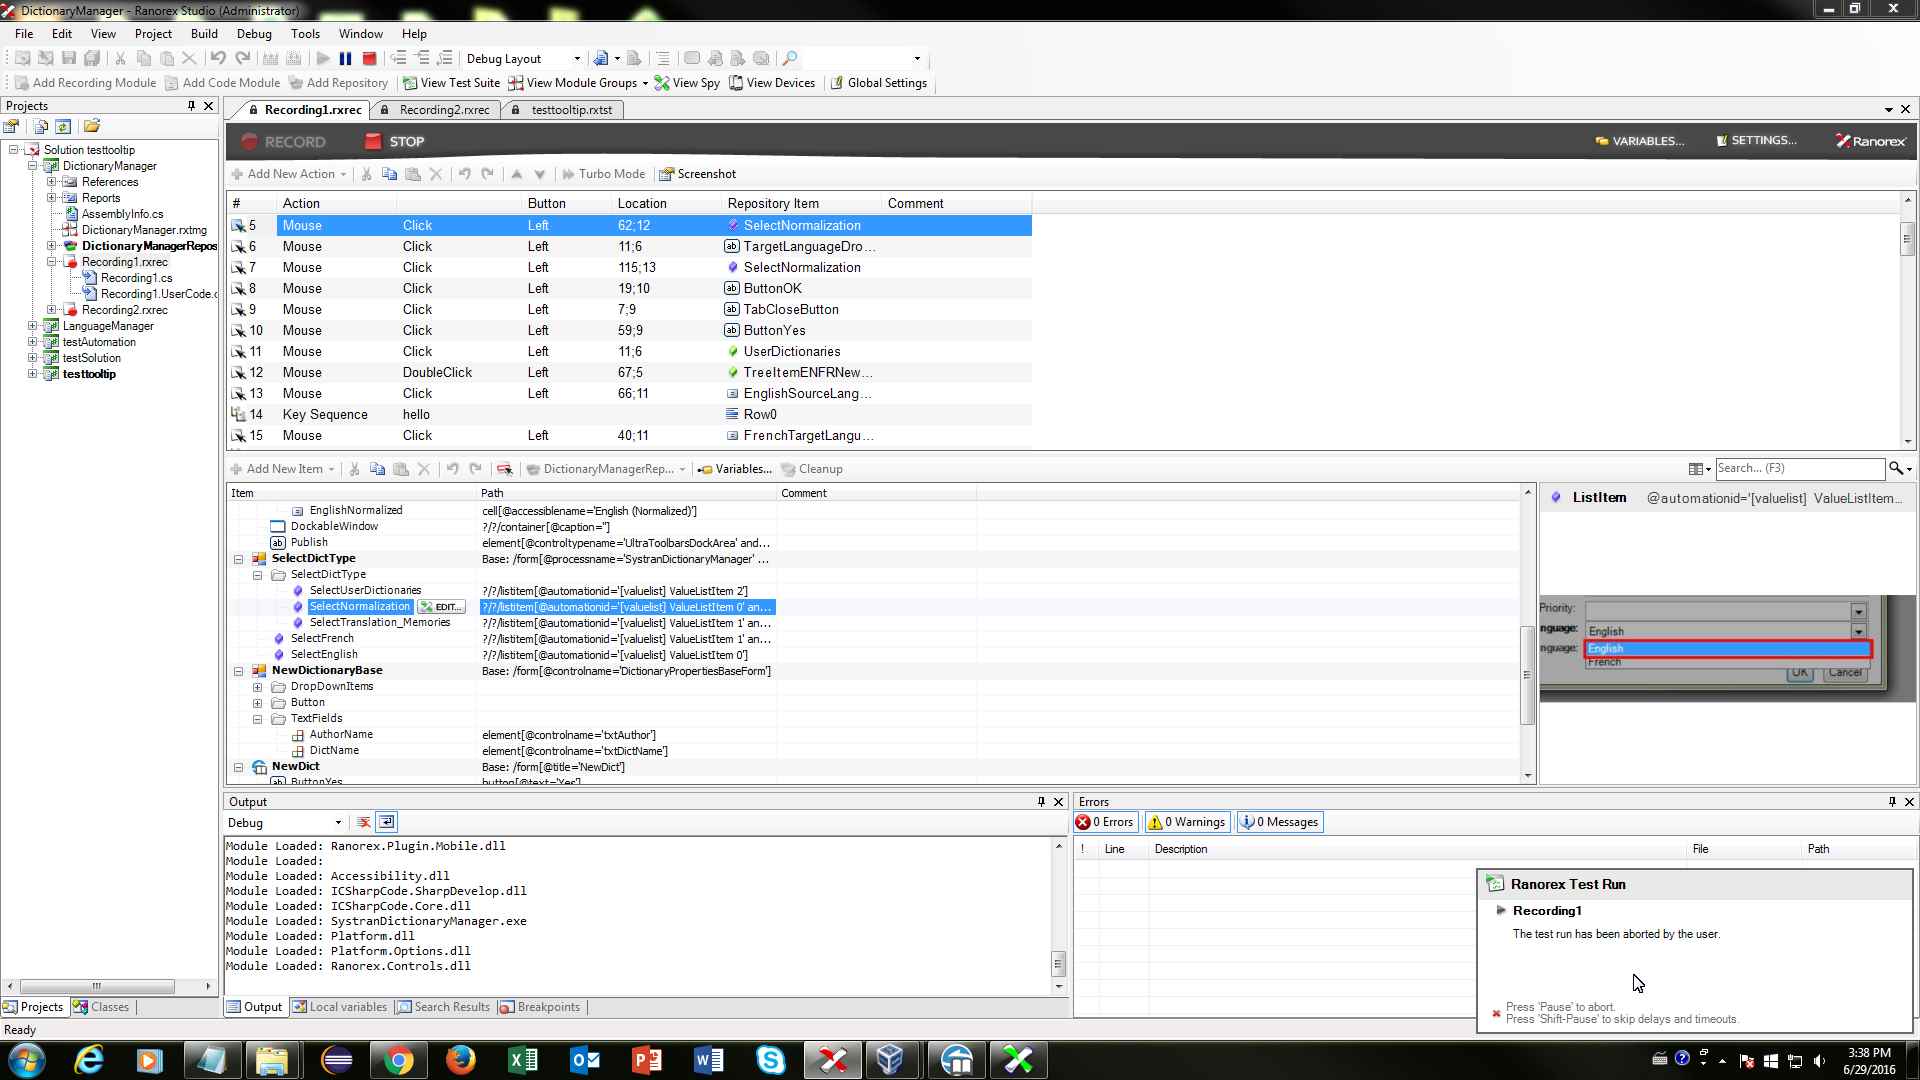 DictionaryManager - Ranorex Studio (Administrator)
File Edit View Project Build Debug Tools Window Help
Debug Layout
Add Recording Module Add Code Module Add Repository View Test Suite View Module Groups View Spy View Devices Global Settings
Projects
Recording1.rxrec Recording2.rxrec testtooltip.rxtst
RECORD STOP VARIABLES... SETTINGS... Ranorex
Add New Action Turbo Mode Screenshot
Solution testtooltip
DictionaryManager
References
Reports
AssemblyInfo.cs
DictionaryManager.rxtmg
DictionaryManagerRepos
Recording1.rxrec
Recording1.cs
Recording1.UserCode.c
Recording2.rxrec
LanguageManager
testAutomation
testSolution
testtooltip
# Action Button Location Repository Item Comment
5 Mouse Click Left 62;12 SelectNormalization
6 Mouse Click Left 11;6 TargetLanguageDro...
7 Mouse Click Left 115;13 SelectNormalization
8 Mouse Click Left 19;10 ButtonOK
9 Mouse Click Left 7;9 TabCloseButton
10 Mouse Click Left 59;9 ButtonYes
11 Mouse Click Left 11;6 UserDictionaries
12 Mouse DoubleClick Left 67;5 TreeItemENFRNew...
13 Mouse Click Left 66;11 EnglishSourceLang...
14 Key Sequence hello Row0
15 Mouse Click Left 40;11 FrenchTargetLangu...
Add New Item DictionaryManagerRep... Variables... Cleanup Search... (F3)
Item Path Comment
EnglishNormalized cell[@accessiblename='English (Normalized)']
DockableWindow ?/?/container[@caption='']
Publish element[@controltypename='UltraToolbarsDockArea' and...
SelectDictType Base: /form[@processname='SystranDictionaryManager' ...
SelectDictType
SelectUserDictionaries ?/?/listitem[@automationid='[valuelist] ValueListItem 2']
SelectNormalization EDIT... ?/?/listitem[@automationid='[valuelist] ValueListItem 0' an...
SelectTranslation_Memories ?/?/listitem[@automationid='[valuelist] ValueListItem 1' an...
SelectFrench ?/?/listitem[@automationid='[valuelist] ValueListItem 1' an...
SelectEnglish ?/?/listitem[@automationid='[valuelist] ValueListItem 0']
NewDictionaryBase Base: /form[@controlname='DictionaryPropertiesBaseForm']
DropDownItems
Button
TextFields
AuthorName element[@controlname='txtAuthor']
DictName element[@controlname='txtDictName']
NewDict Base: /form[@title='NewDict']
ButtonYes button[@text='Yes']
ListItem @automationid='[valuelist] ValueListItem...
Priority:
nguage: English
nguage: English
French
OK Cancel
Output
Debug
Module Loaded: Ranorex.Plugin.Mobile.dll
Module Loaded:
Module Loaded: Accessibility.dll
Module Loaded: ICSharpCode.SharpDevelop.dll
Module Loaded: ICSharpCode.Core.dll
Module Loaded: SystranDictionaryManager.exe
Module Loaded: Platform.dll
Module Loaded: Platform.Options.dll
Module Loaded: Ranorex.Controls.dll
Errors
0 Errors 0 Warnings 0 Messages
! Line Description File Path
Ranorex Test Run
Recording1
The test run has been aborted by the user.
Press 'Pause' to abort.
Press 'Shift-Pause' to skip delays and timeouts.
Projects Classes Output Local variables Search Results Breakpoints
Ready
3:38 PM
6/29/2016